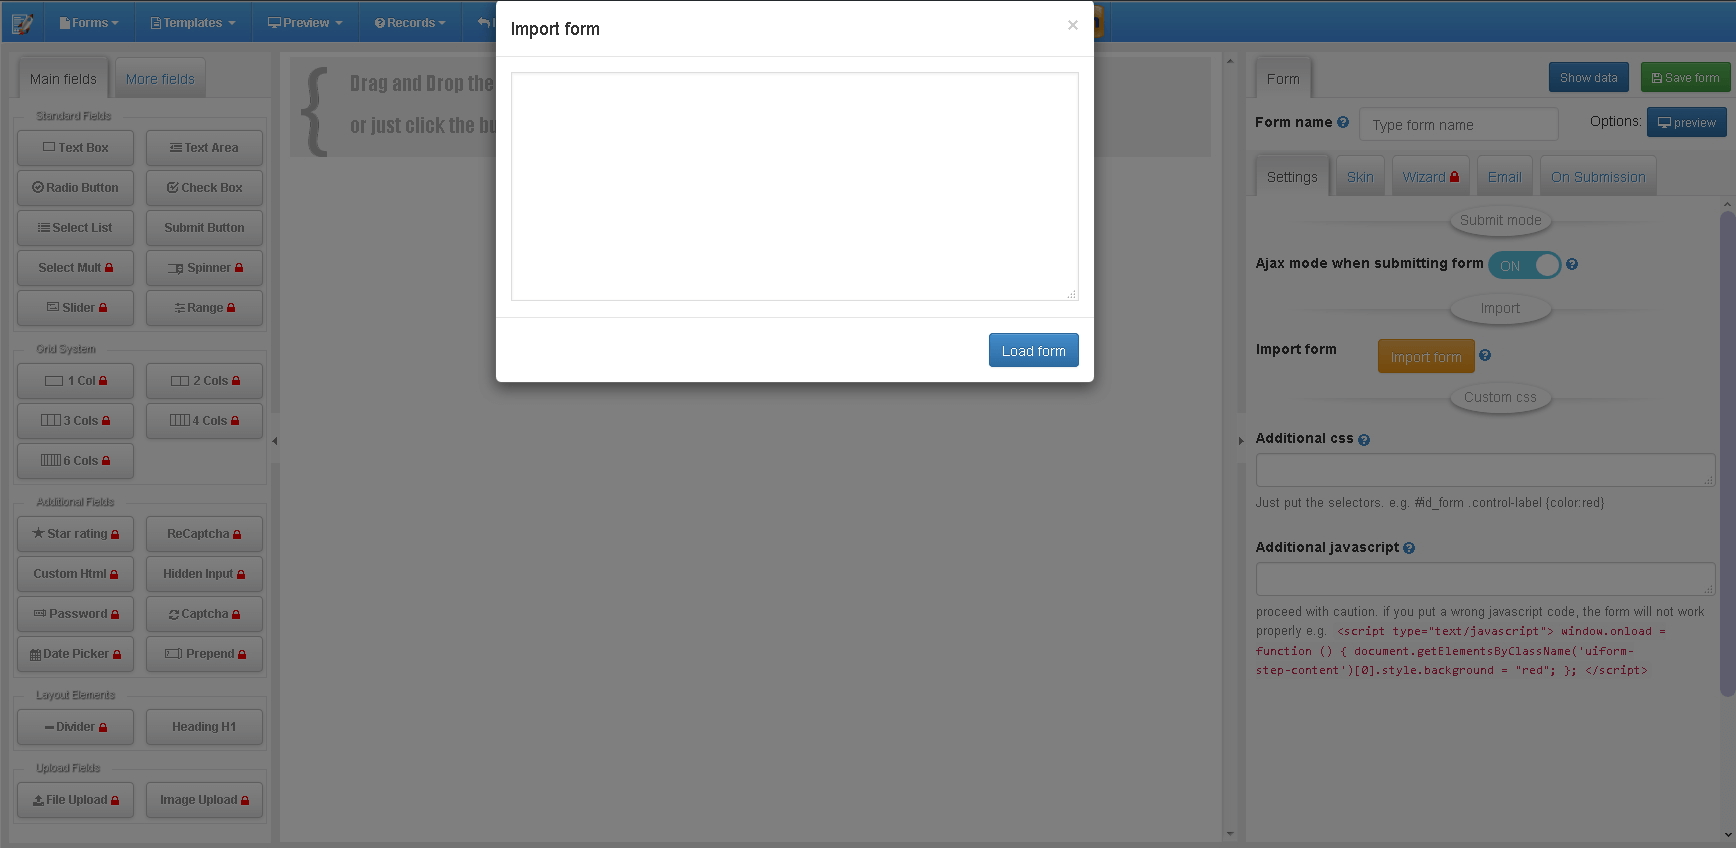 Forms
Templates
Preview
Records
Import form
×
Main fields
More fields
Standard Fields
Text Box
Text Area
Radio Button
Check Box
Select List
Submit Button
Select Mult
Spinner
Slider
Range
Grid System
1 Col
2 Cols
3 Cols
4 Cols
6 Cols
Additional Fields
Star rating
ReCaptcha
Custom Html
Hidden Input
Password
Captcha
Date Picker
Prepend
Layout Elements
Divider
Heading H1
Upload Fields
File Upload
Image Upload
{ Drag and Drop the
or just click the
Load form
Form
Show data
Save form
Form name
Type form name
Options:
preview
Settings
Skin
Wizard
Email
On Submission
Submit mode
Ajax mode when submitting form
ON
Import
Import form
Import form
Custom css
Additional css
Just put the selectors. e.g. #id_form .control-label {color:red}
Additional javascript
proceed with caution. if you put a wrong javascript code, the form will not work
properly e.g. <script type="text/javascript"> window.onload =
function () { document.getElementsByClassName('uiform-
step-content')[0].style.background = "red"; }; </script>